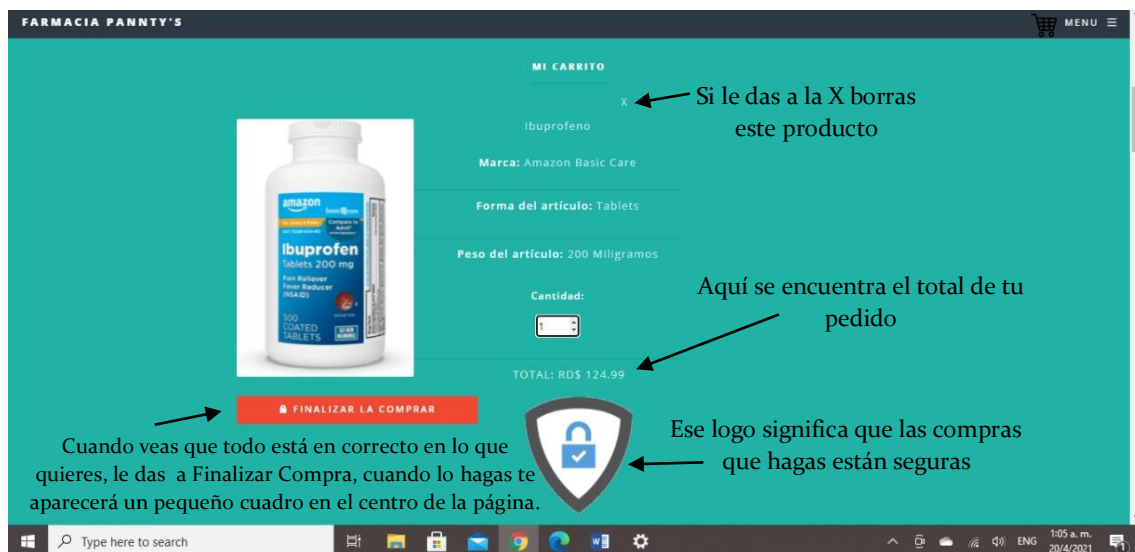 FARMACIA PANNTY'S
MENU
MI CARRITO
X
Si le das a la X borras
este producto
Ibuprofeno
Marca: Amazon Basic Care
Forma del artículo: Tablets
Peso del artículo: 200 Miligramos
Cantidad:
1
Aquí se encuentra el total de tu
pedido
TOTAL: RD$ 124.99
amazon
basic care
Compare to
Ibuprofen
Tablets 200 mg
Pain Reliever
Fever Reducer
(NSAID)
500
COATED
TABLETS
FINALIZAR LA COMPRAR
Cuando veas que todo está en correcto en lo que
quieres, le das a Finalizar Compra, cuando lo hagas te
aparecerá un pequeño cuadro en el centro de la página.
Ese logo significa que las compras
que hagas están seguras
Type here to search
ENG
1:05 a. m.
20/4/2021
1